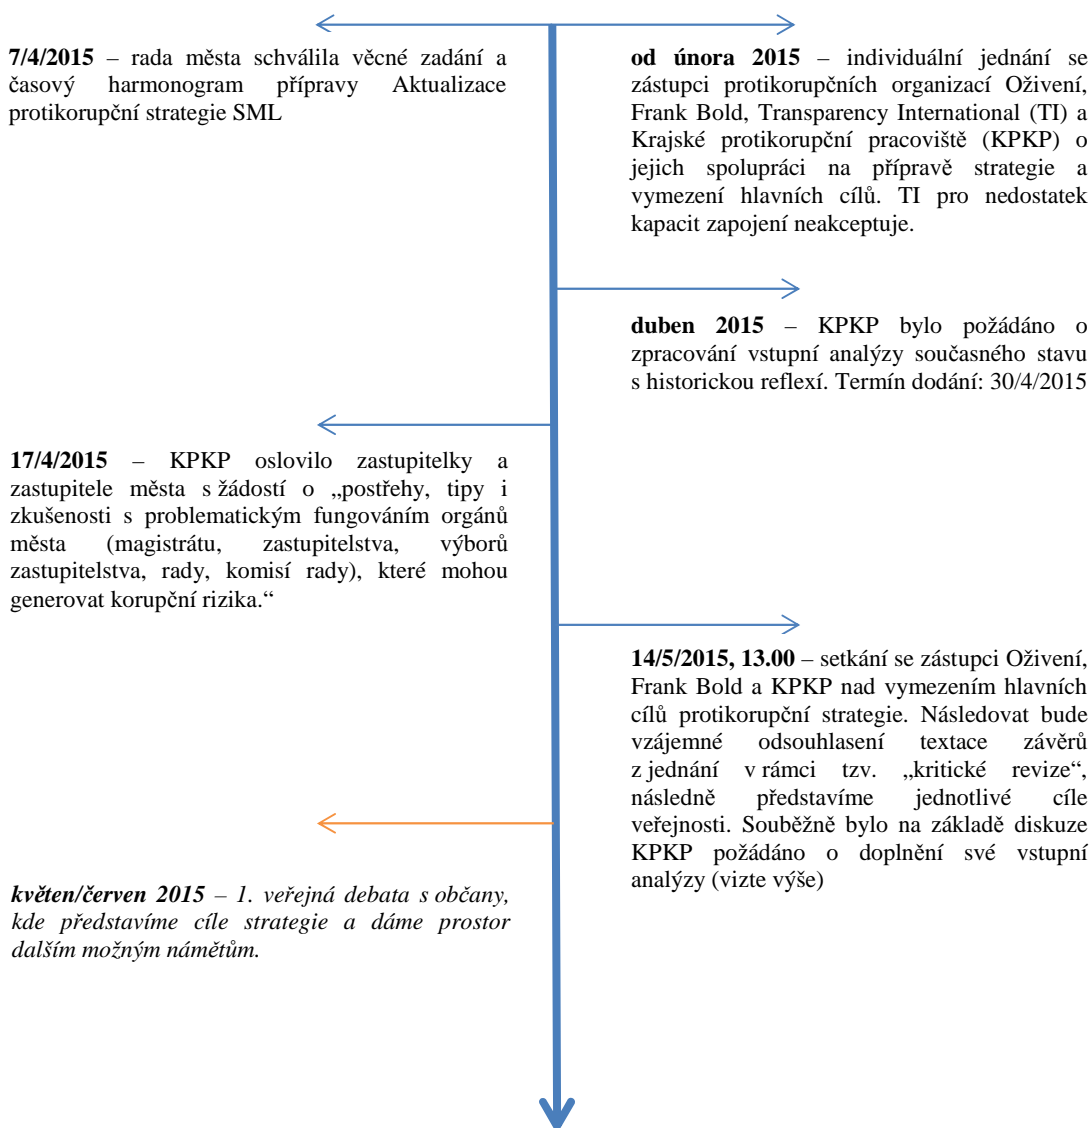 7/4/2015 – rada města schválila věcné zadání a
časový harmonogram přípravy Aktualizace
protikorupční strategie SML
od února 2015 – individuální jednání se
zástupci protikorupčních organizací Oživení,
Frank Bold, Transparency International (TI) a
Krajské protikorupční pracoviště (KPKP) o
jejich spolupráci na přípravě strategie a
vymezení hlavních cílů. TI pro nedostatek
kapacit zapojení neakceptuje.
duben 2015 – KPKP bylo požádáno o
zpracování vstupní analýzy současného stavu
s historickou reflexí. Termín dodání: 30/4/2015
17/4/2015 – KPKP oslovilo zastupitelky a
zastupitele města s žádostí o „postřehy, tipy i
zkušenosti s problematickým fungováním orgánů
města (magistrátu, zastupitelstva, výborů
zastupitelstva, rady, komisí rady), které mohou
generovat korupční rizika.“
14/5/2015, 13.00 – setkání se zástupci Oživení,
Frank Bold a KPKP nad vymezením hlavních
cílů protikorupční strategie. Následovat bude
vzájemné odsouhlasení textace závěrů
z jednání v rámci tzv. „kritické revize“,
následně představíme jednotlivé cíle
veřejnosti. Souběžně bylo na základě diskuze
KPKP požádáno o doplnění své vstupní
analýzy (vizte výše)
květen/červen 2015 – 1. veřejná debata s občany,
kde představíme cíle strategie a dáme prostor
dalším možným námětům.